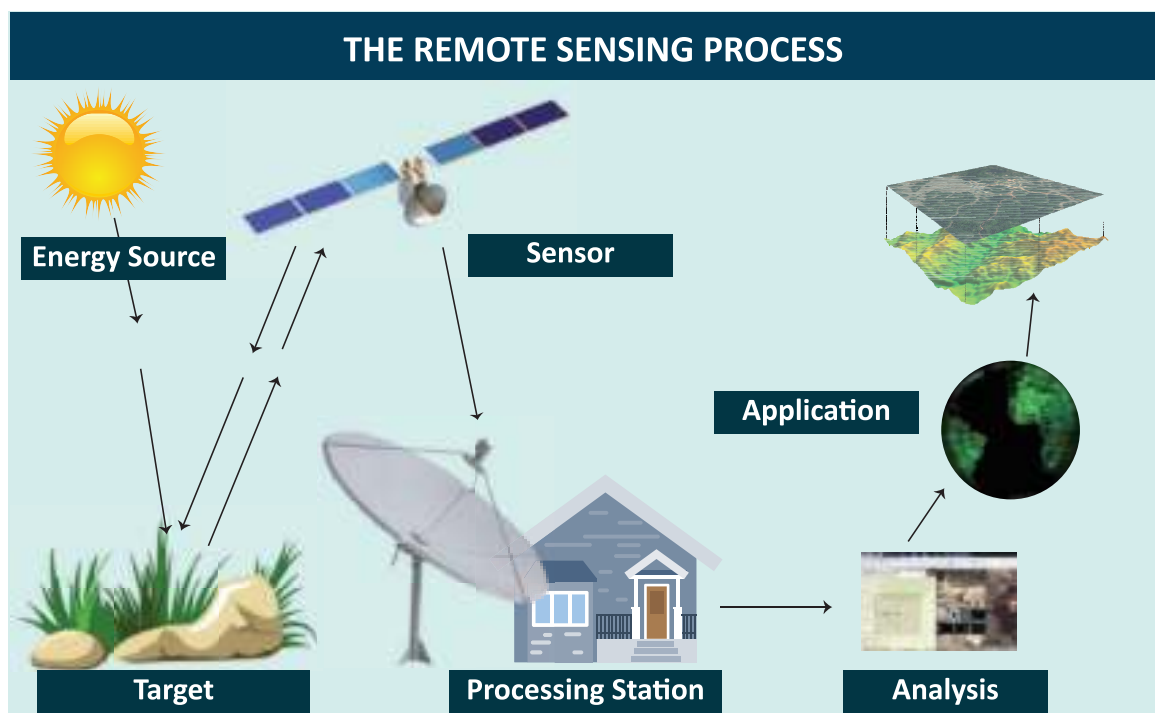 THE REMOTE SENSING PROCESS
Energy Source
Sensor
Application
Target
Processing Station
Analysis